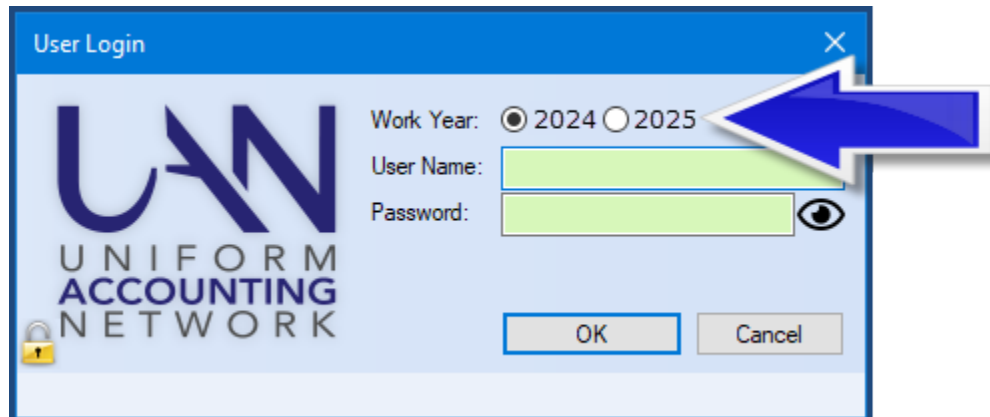 User Login
UAN
UNIFORM
ACCOUNTING
NETWORK
Work Year: 2024 2025
User Name:
Password:
OK Cancel